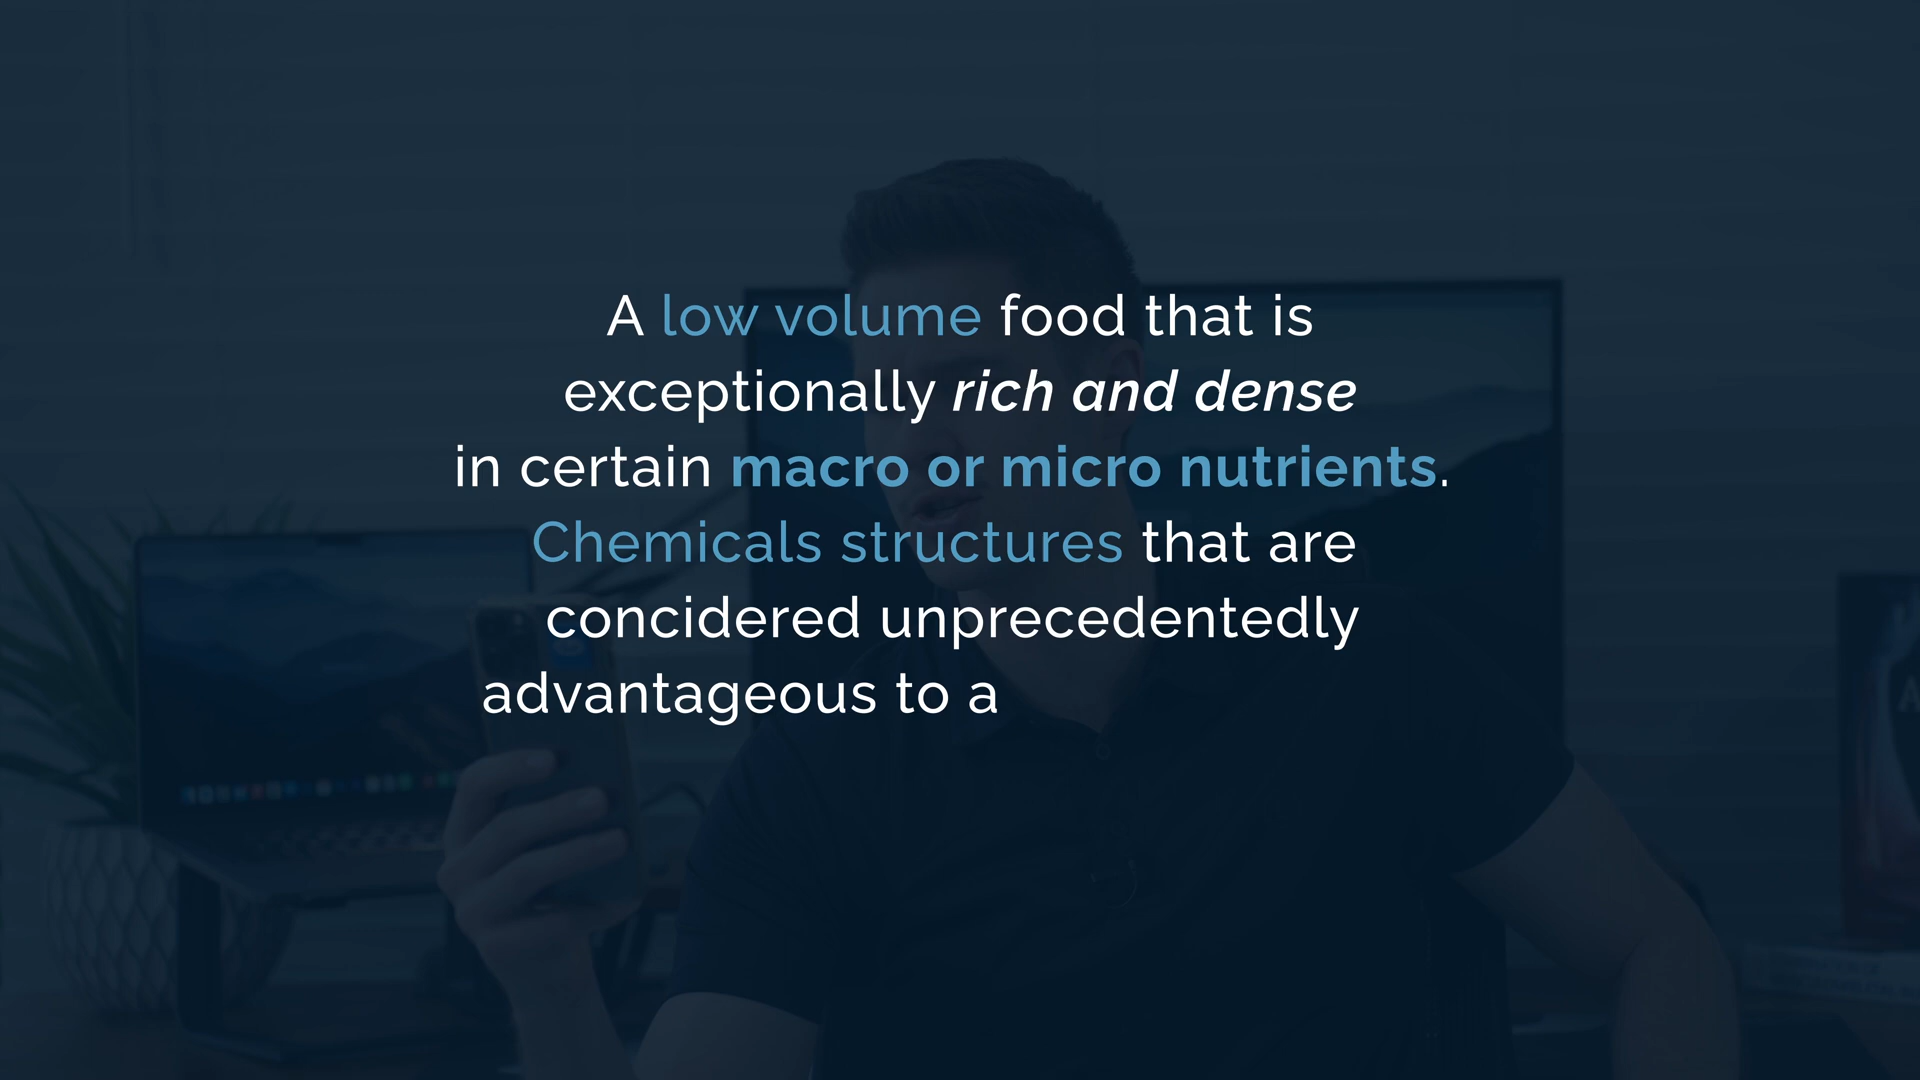 A low volume food that is
exceptionally rich and dense
in certain macro or micro nutrients.
Chemicals structures that are
concidered unprecedentedly
advantageous to a